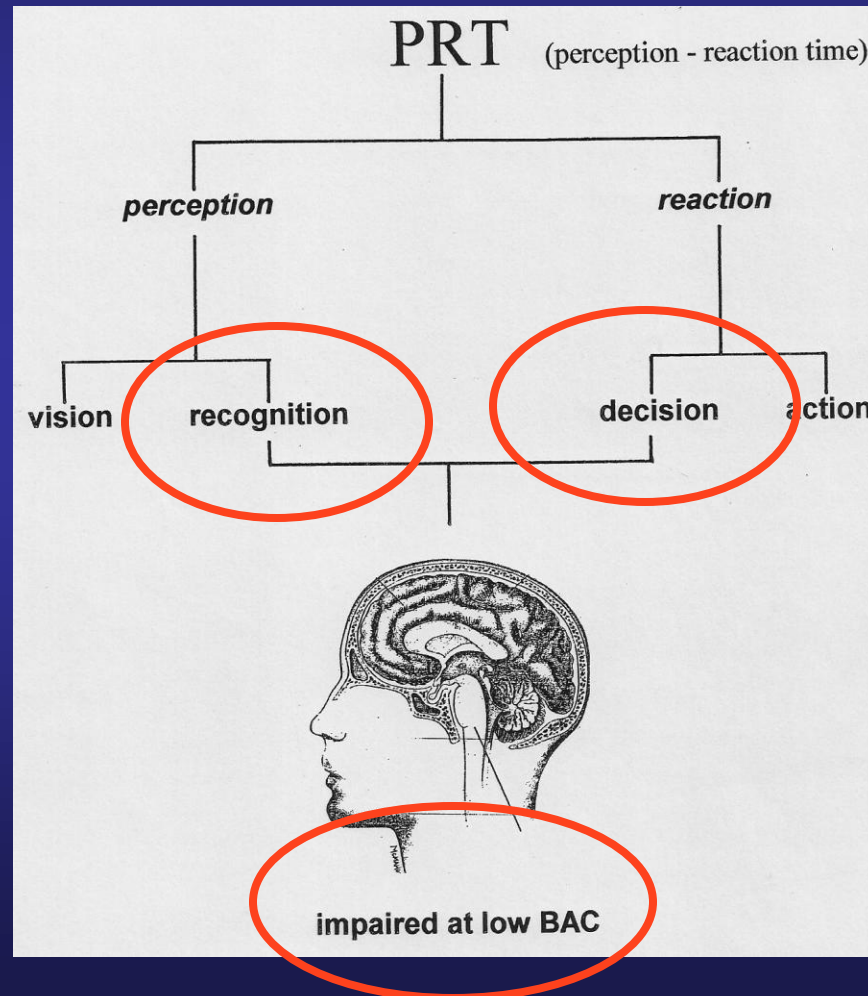 PRT (perception - reaction time)
perception reaction
vision recognition decision action
impaired at low BAC